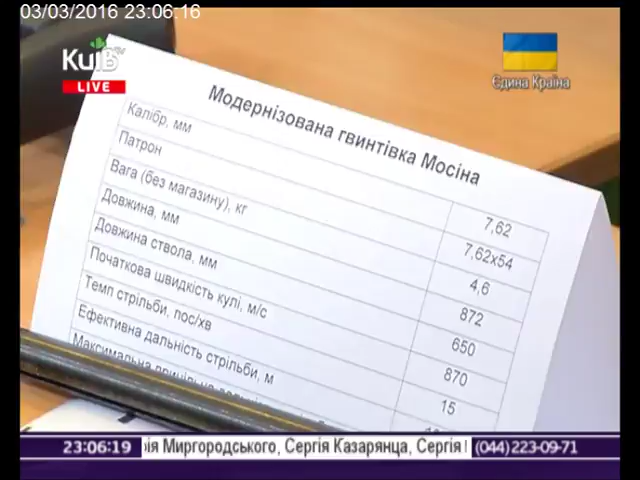 03/03/2016 23:06:16
Київ
LIVE
Єдина Країна
Модернізована гвинтівка Мосіна
Калібр, мм 7,62
Патрон 7,62х54
Вага (без магазину), кг 4,6
Довжина, мм 872
Довжина ствола, мм 650
Початкова швидкість кулі, м/с 870
Темп стрільби, пос/хв 15
Ефективна дальність стрільби, м
Максимальна прицільна
23:06:19 Миргородського, Сергія Казарянца, Сергія (044) 223-09-71